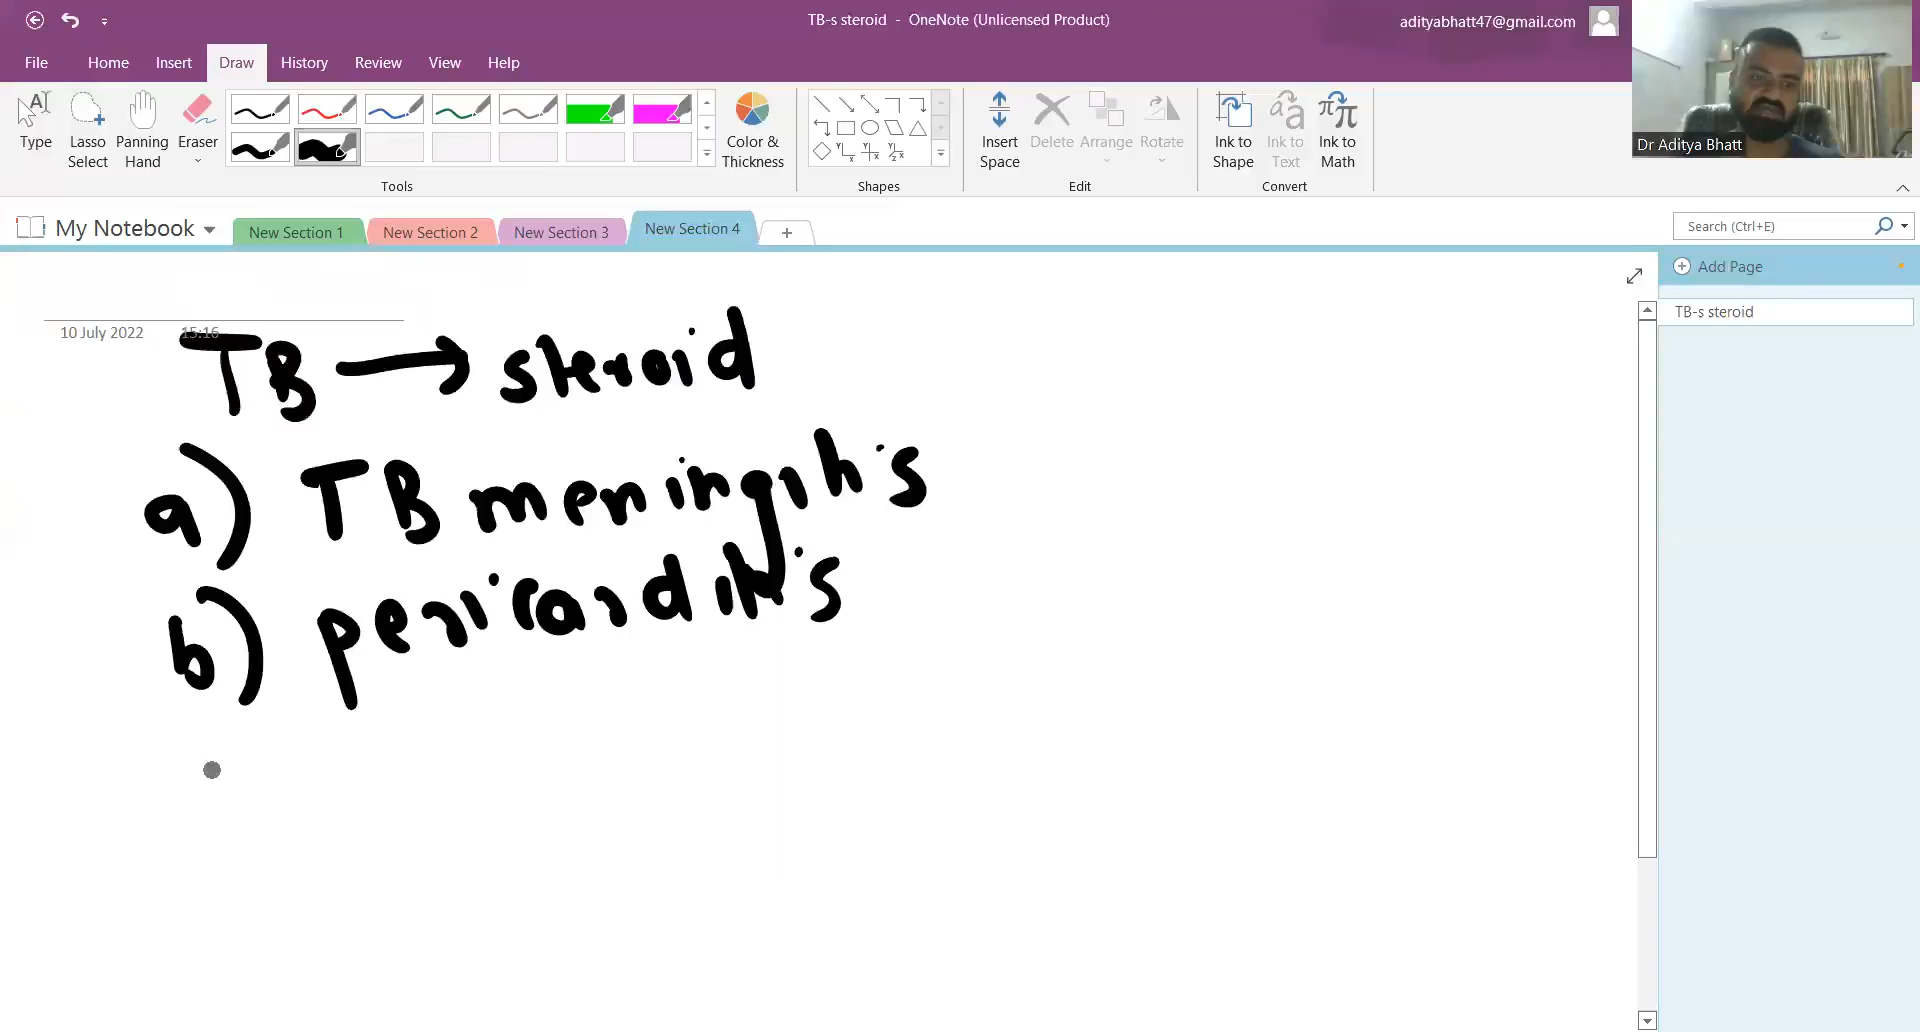 TB-s steroid - OneNote (Unlicensed Product)
adityabhatt47@gmail.com
File Home Insert Draw History Review View Help
Type
Lasso Select
Panning Hand
Eraser
Color & Thickness
Insert Space
Delete
Arrange
Rotate
Ink to Shape
Ink to Text
Ink to Math
Tools Shapes Edit Convert
Dr Aditya Bhatt
My Notebook
New Section 1
New Section 2
New Section 3
New Section 4
Search (Ctrl+E)
Add Page
TB-s steroid
10 July 2022 15:16
TB → steroid
a) TB meningitis
b) pericarditis